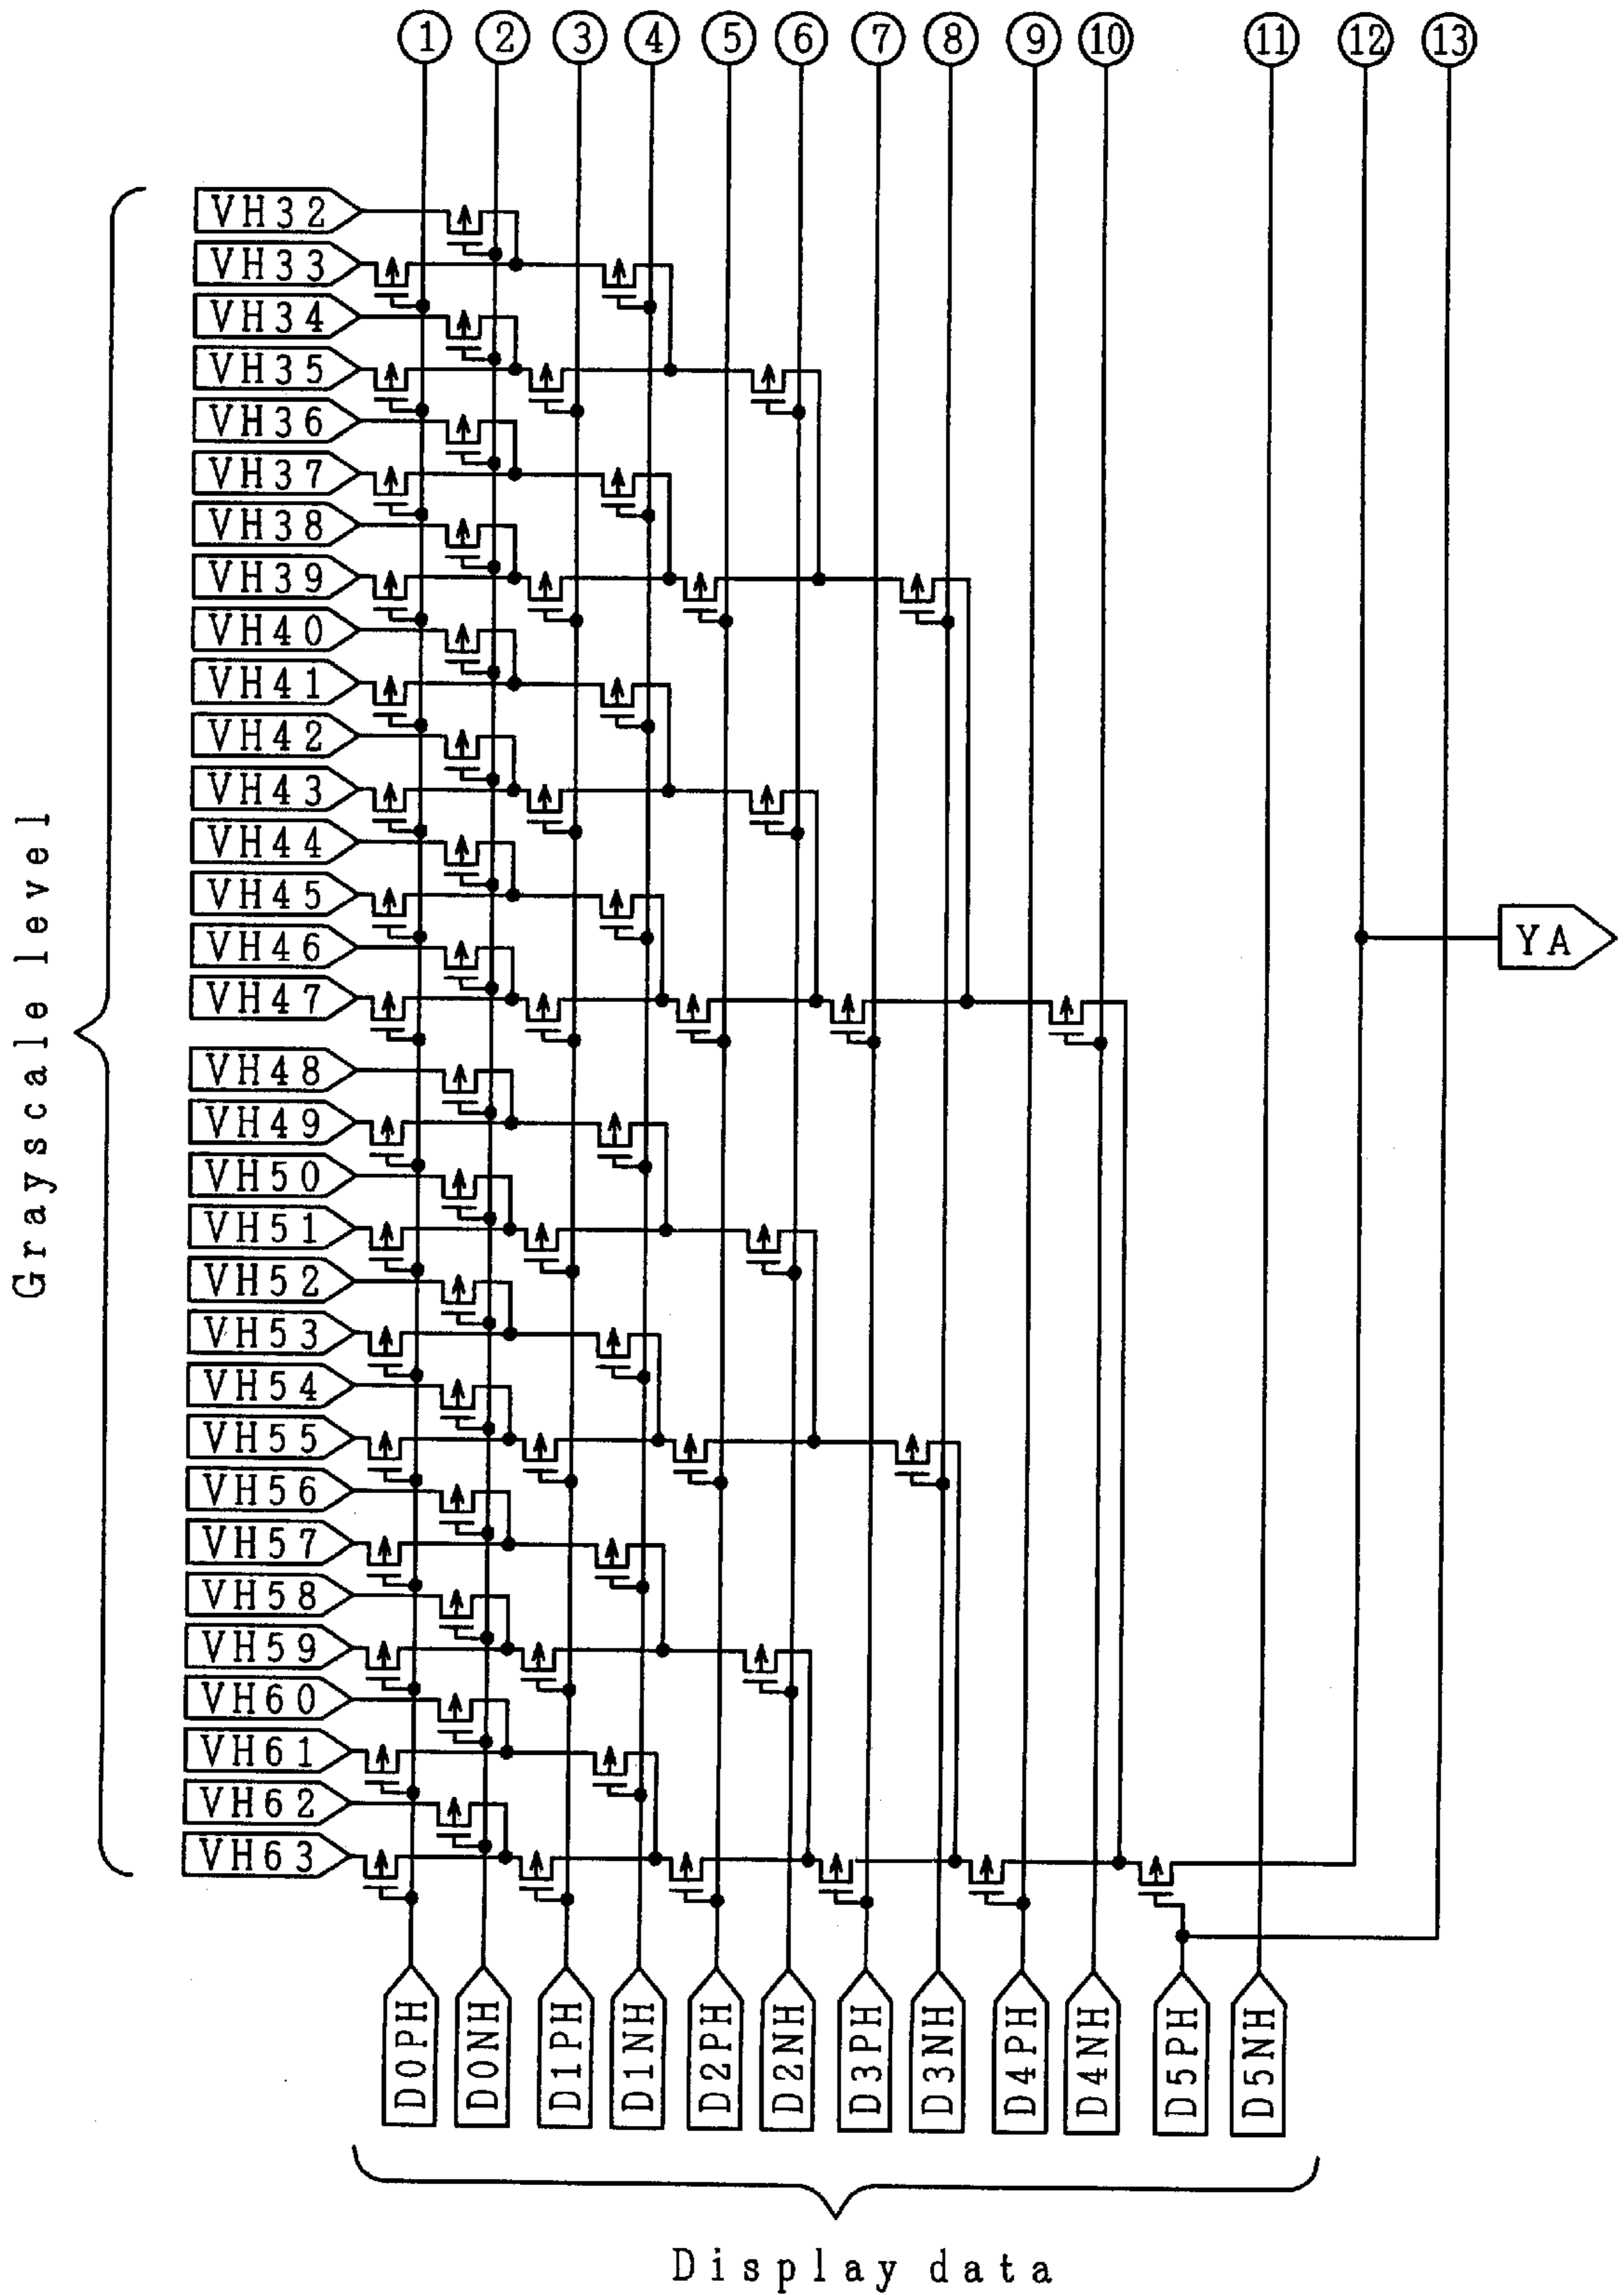 ① ② ③ ④ ⑤ ⑥ ⑦ ⑧ ⑨ ⑩ ⑪ ⑫ ⑬
VH32
VH33
VH34
VH35
VH36
VH37
VH38
VH39
VH40
VH41
VH42
VH43
VH44
VH45
VH46
VH47
VH48
VH49
VH50
VH51
VH52
VH53
VH54
VH55
VH56
VH57
VH58
VH59
VH60
VH61
VH62
VH63
Grayscale level
YA
D0PH
D0NH
D1PH
D1NH
D2PH
D2NH
D3PH
D3NH
D4PH
D4NH
D5PH
D5NH
Display data